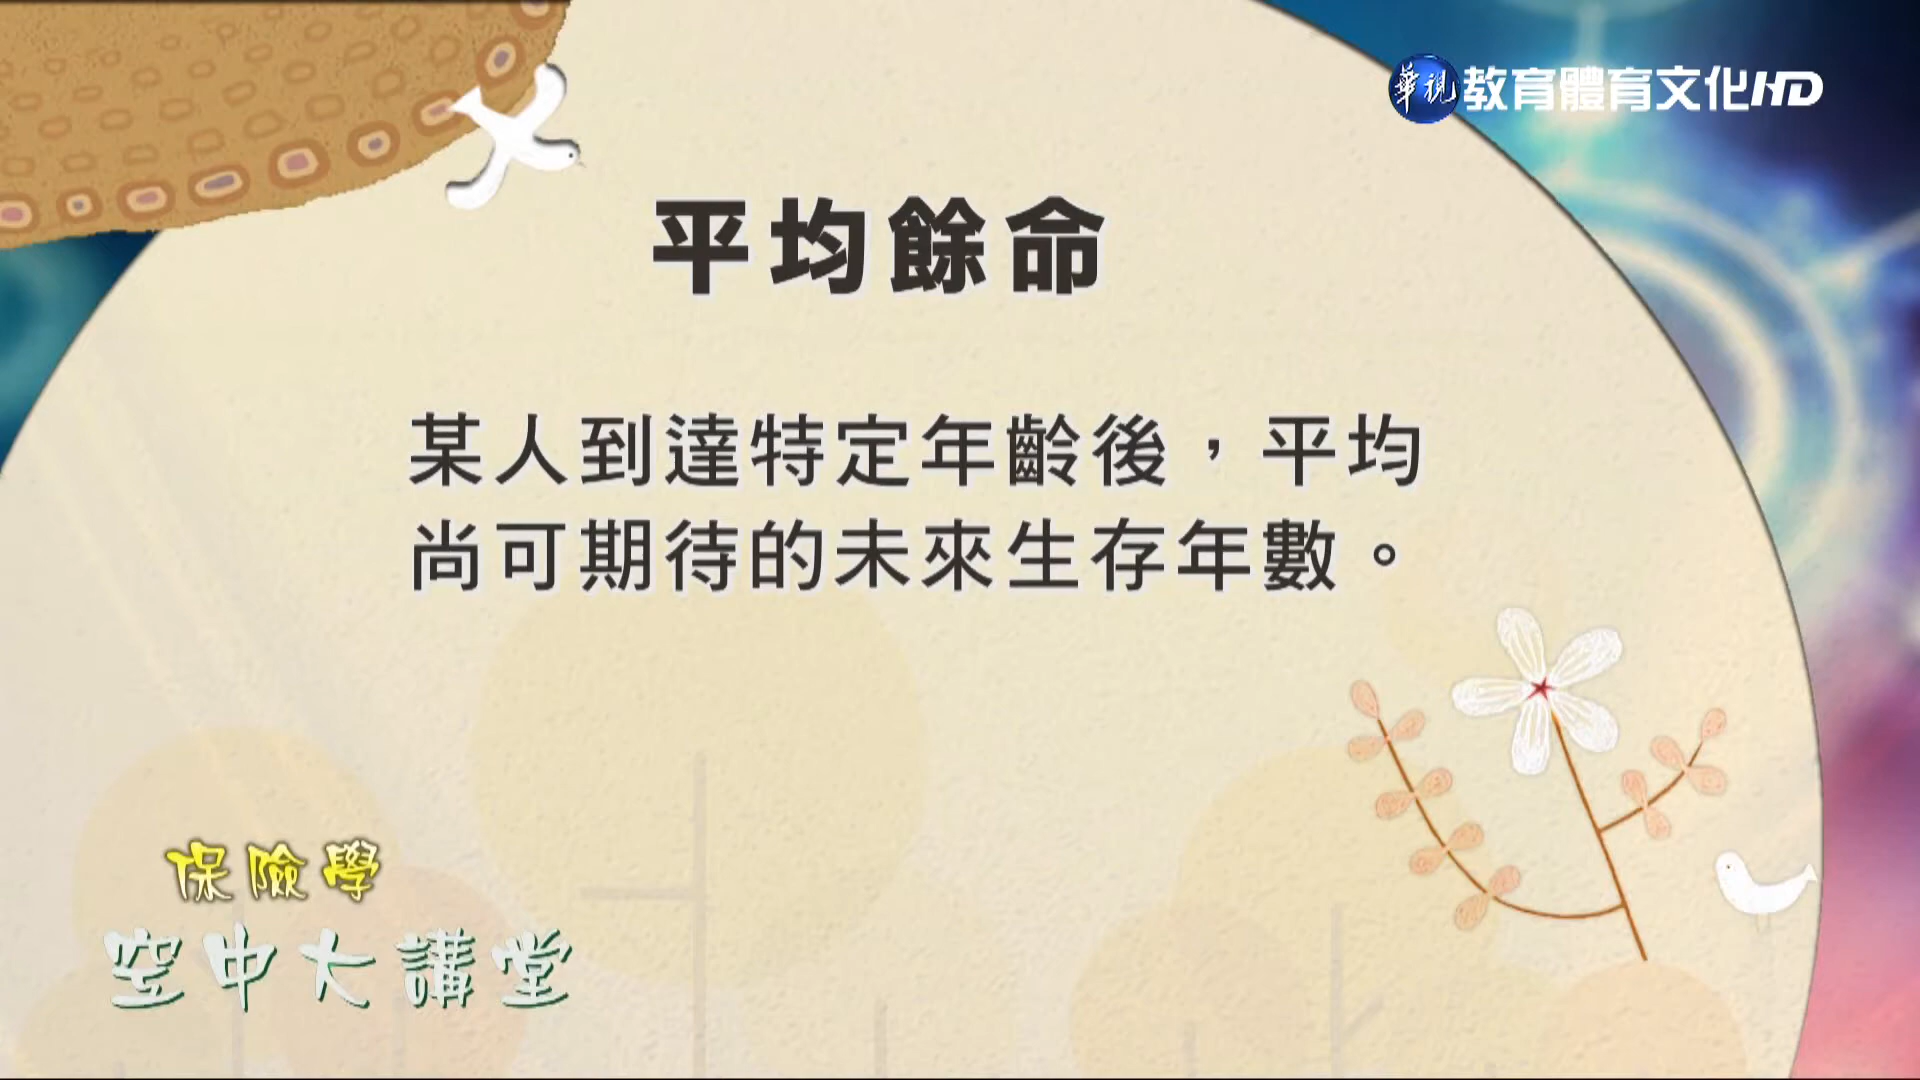 華視教育體育文化HD
平均餘命
某人到達特定年齡後，平均
尚可期待的未來生存年數。
保險學
空中大講堂